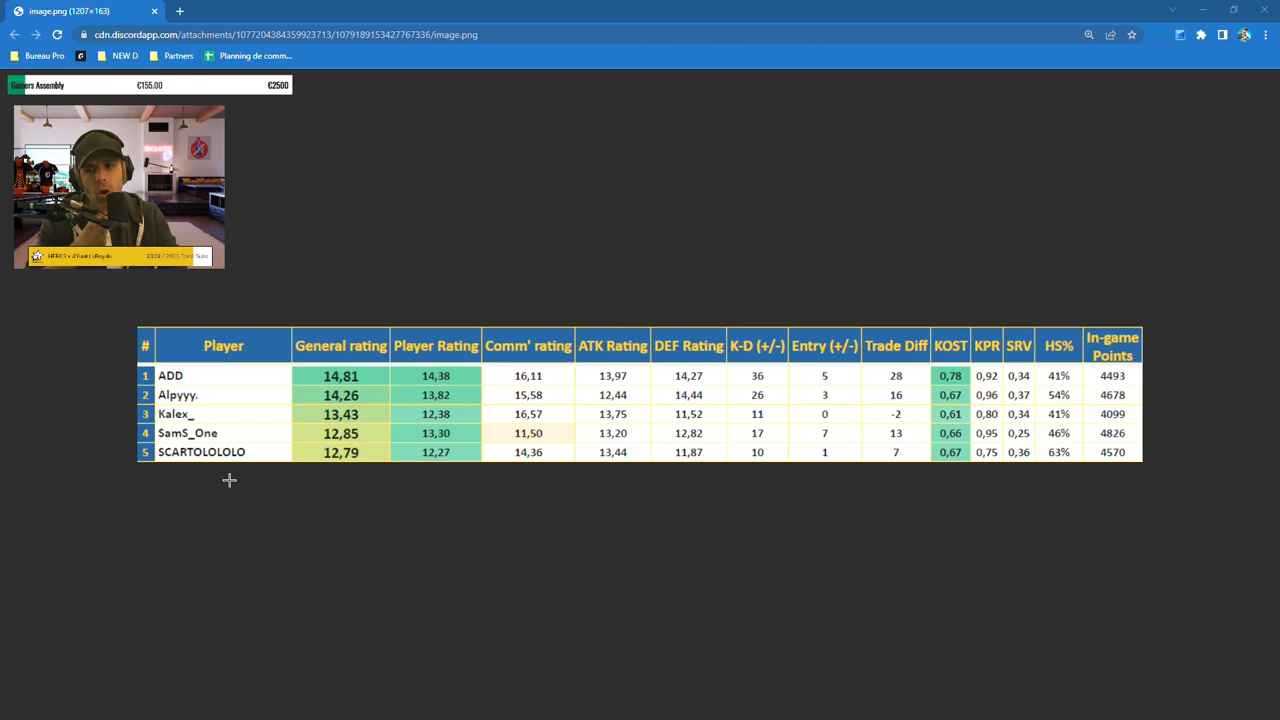 image.png (1207×163)
cdn.discordapp.com/attachments/1077204384359923713/1079189153427767336/image.png
Bureau Pro NEW D Partners Planning de comm...
Gamers Assembly €155.00 €2500
# Player General rating Player Rating Comm' rating ATK Rating DEF Rating K-D (+/-) Entry (+/-) Trade Diff KOST KPR SRV HS% In-game Points
1 ADD 14,81 14,38 16,11 13,97 14,27 36 5 28 0,78 0,92 0,34 41% 4493
2 Alpyyy. 14,26 13,82 15,58 12,44 14,44 26 3 16 0,67 0,96 0,37 54% 4678
3 Kalex_ 13,43 12,38 16,57 13,75 11,52 11 0 -2 0,61 0,80 0,34 41% 4099
4 SamS_One 12,85 13,30 11,50 13,20 12,82 17 7 13 0,66 0,95 0,25 46% 4826
5 SCARTOLOLOLO 12,79 12,27 14,36 13,44 11,87 10 1 7 0,67 0,75 0,36 63% 4570